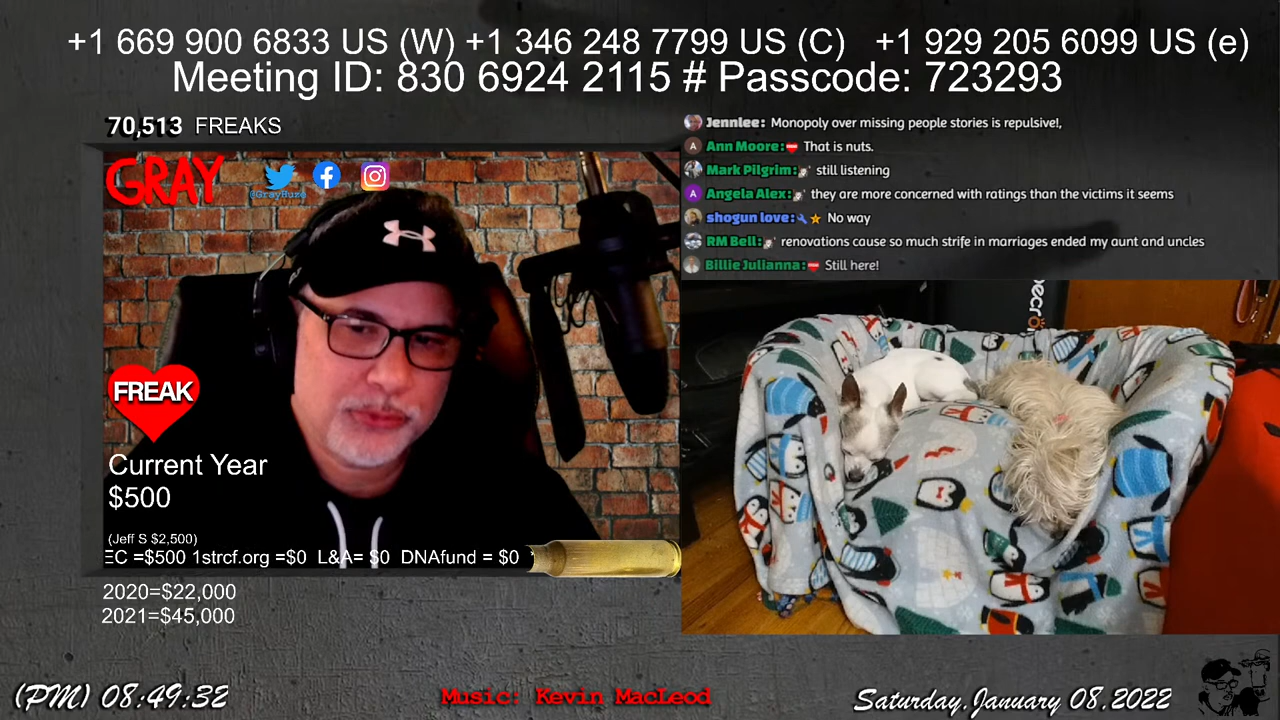 +1 669 900 6833 US (W) +1 346 248 7799 US (C) +1 929 205 6099 US (e)
Meeting ID: 830 6924 2115 # Passcode: 723293
70,513 FREAKS
GRAY
@GrayHuze
Jennlee: Monopoly over missing people stories is repulsive!,
A Ann Moore: That is nuts.
Mark Pilgrim: still listening
A Angela Alex: they are more concerned with ratings than the victims it seems
shogun love: No way
RM Bell: renovations cause so much strife in marriages ended my aunt and uncles
Billie Julianna: Still here!
FREAK
Current Year
$500
(Jeff S $2,500)
EC =$500 1strcf.org =$0 L&A= $0 DNAfund = $0
2020=$22,000
2021=$45,000
(PM) 08:49:32
Music: Kevin MacLeod
Saturday, January 08, 2022